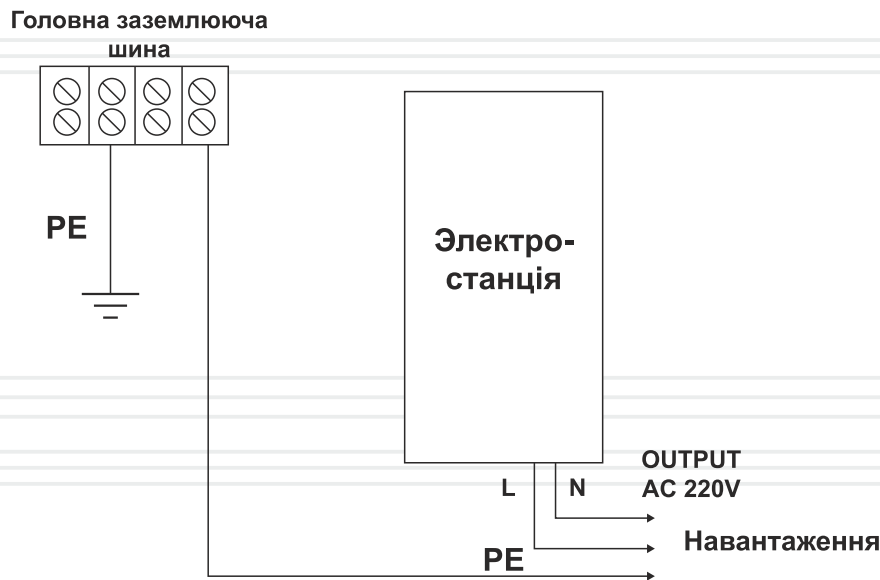 Головна заземлююча
шина
PE
Электро-
станція
L N
OUTPUT
AC 220V
Навантаження
PE